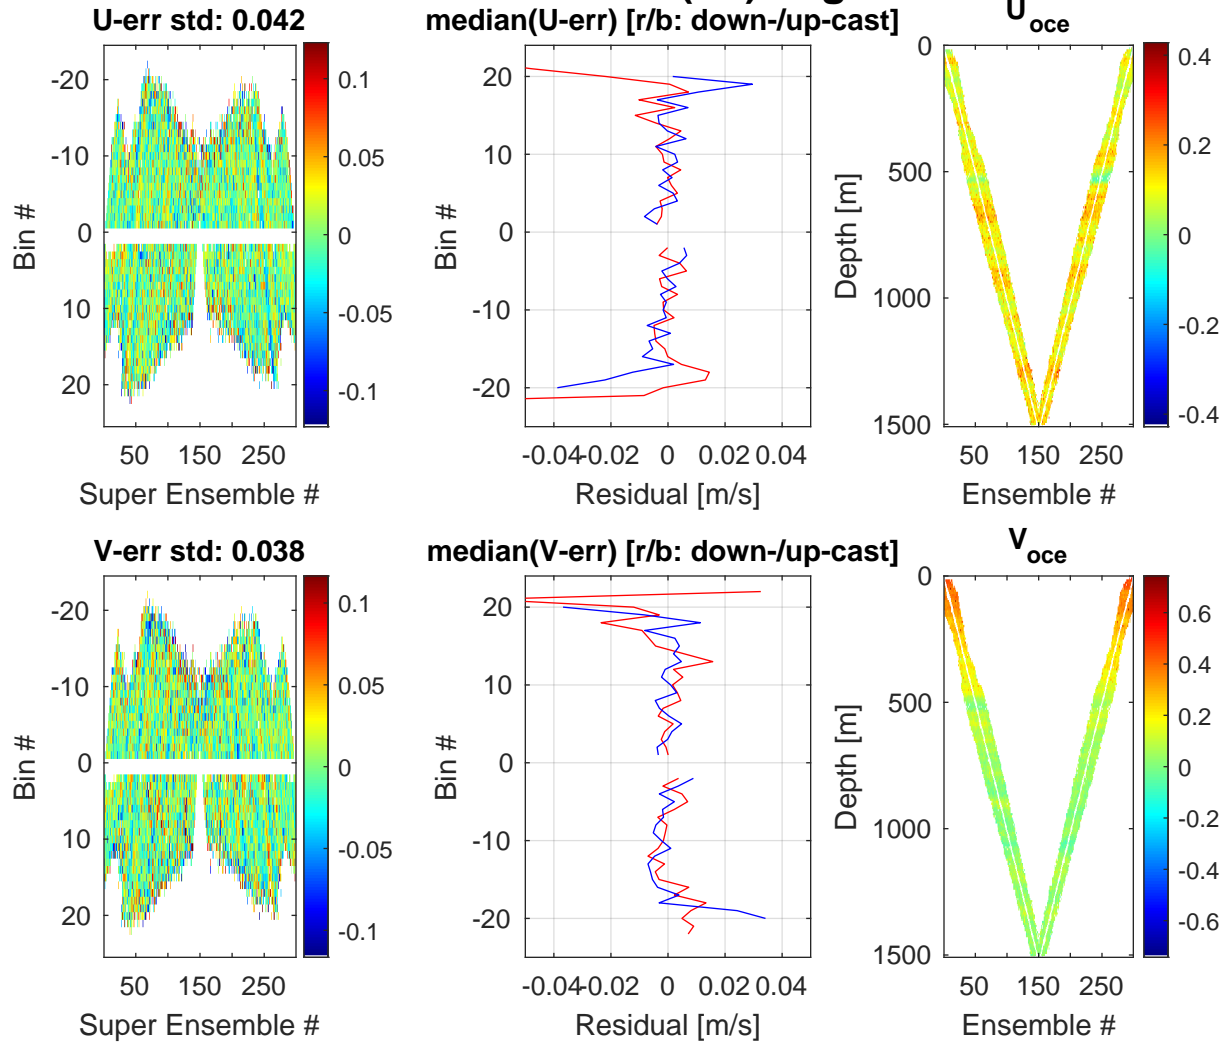 U-err std: 0.042
-20
-10
0
10
20
50 150 250
Super Ensemble #
Bin #
0.1
0.05
0
-0.05
-0.1
median(U-err) [r/b: down-/up-cast]
20
10
0
-10
-20
-0.04 -0.02 0 0.02 0.04
Residual [m/s]
Bin #
U_oce
0
500
1000
1500
50 150 250
Ensemble #
Depth [m]
0.4
0.2
0
-0.2
-0.4
V-err std: 0.038
-20
-10
0
10
20
50 150 250
Super Ensemble #
Bin #
0.1
0.05
0
-0.05
-0.1
median(V-err) [r/b: down-/up-cast]
20
10
0
-10
-20
-0.04 -0.02 0 0.02 0.04
Residual [m/s]
Bin #
V_oce
0
500
1000
1500
50 150 250
Ensemble #
Depth [m]
0.6
0.4
0.2
0
-0.2
-0.4
-0.6